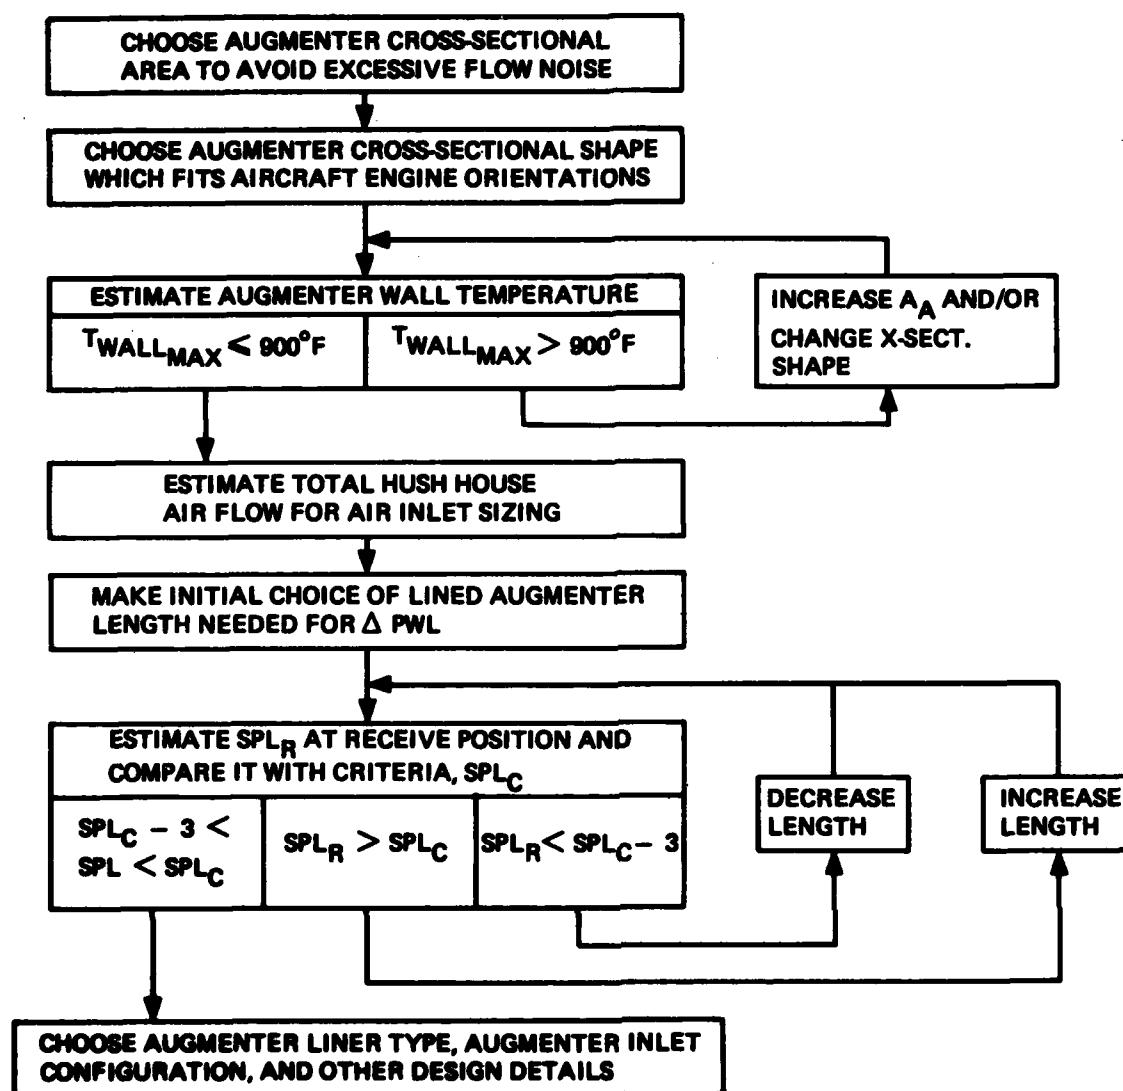 CHOOSE AUGMENTER CROSS-SECTIONAL
AREA TO AVOID EXCESSIVE FLOW NOISE
CHOOSE AUGMENTER CROSS-SECTIONAL SHAPE
WHICH FITS AIRCRAFT ENGINE ORIENTATIONS
ESTIMATE AUGMENTER WALL TEMPERATURE
TWALLMAX ⩽ 900°F
TWALLMAX > 900°F
INCREASE AA AND/OR
CHANGE X-SECT.
SHAPE
ESTIMATE TOTAL HUSH HOUSE
AIR FLOW FOR AIR INLET SIZING
MAKE INITIAL CHOICE OF LINED AUGMENTER
LENGTH NEEDED FOR Δ PWL
ESTIMATE SPLR AT RECEIVE POSITION AND
COMPARE IT WITH CRITERIA, SPLC
SPLC – 3 <
SPL < SPLC
SPLR > SPLC
SPLR < SPLC – 3
DECREASE
LENGTH
INCREASE
LENGTH
CHOOSE AUGMENTER LINER TYPE, AUGMENTER INLET
CONFIGURATION, AND OTHER DESIGN DETAILS